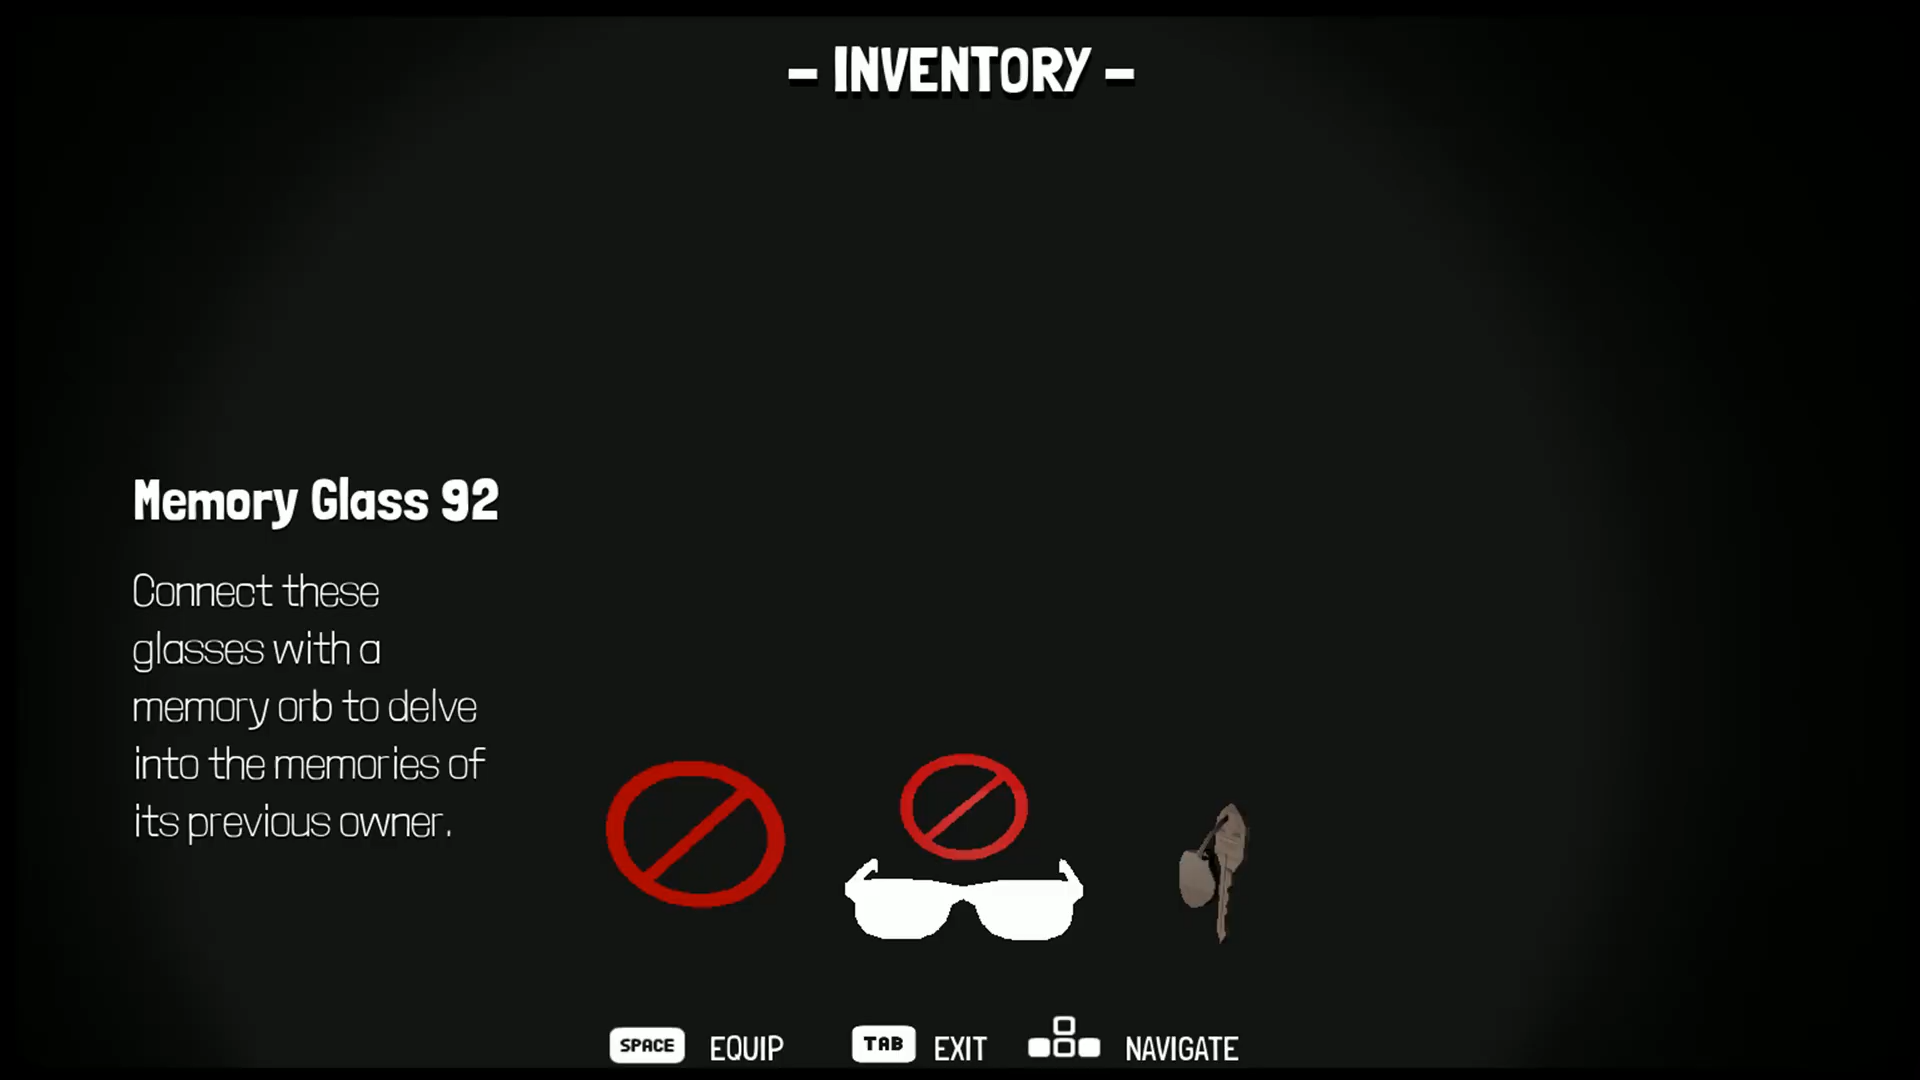 – INVENTORY –
Memory Glass 92
Connect these
glasses with a
memory orb to delve
into the memories of
its previous owner.
SPACE EQUIP TAB EXIT NAVIGATE